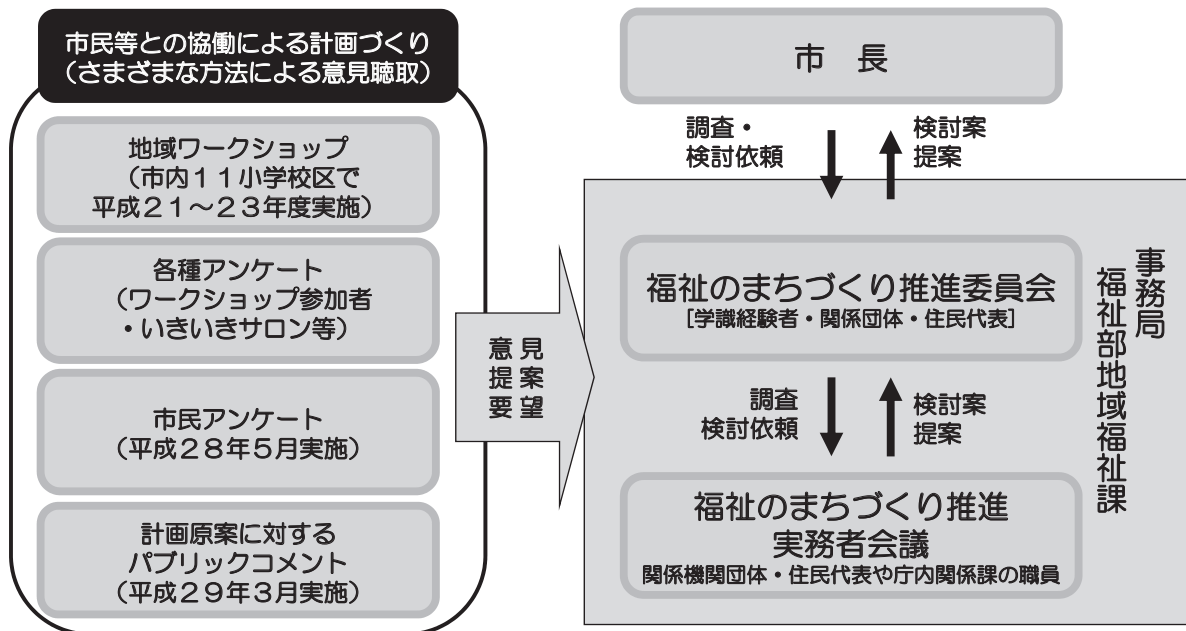 市民等との協働による計画づくり
（さまざまな方法による意見聴取）
地域ワークショップ
（市内１１小学校区で
平成２１～２３年度実施）
各種アンケート
（ワークショップ参加者
・いきいきサロン等）
市民アンケート
（平成２８年５月実施）
計画原案に対する
パブリックコメント
（平成２９年３月実施）
意見
提案
要望
市　長
調査・
検討依頼
検討案
提案
福祉のまちづくり推進委員会
［学識経験者・関係団体・住民代表］
調査
検討依頼
検討案
提案
福祉のまちづくり推進
実務者会議
関係機関団体・住民代表や庁内関係課の職員
事務局
福祉部地域福祉課